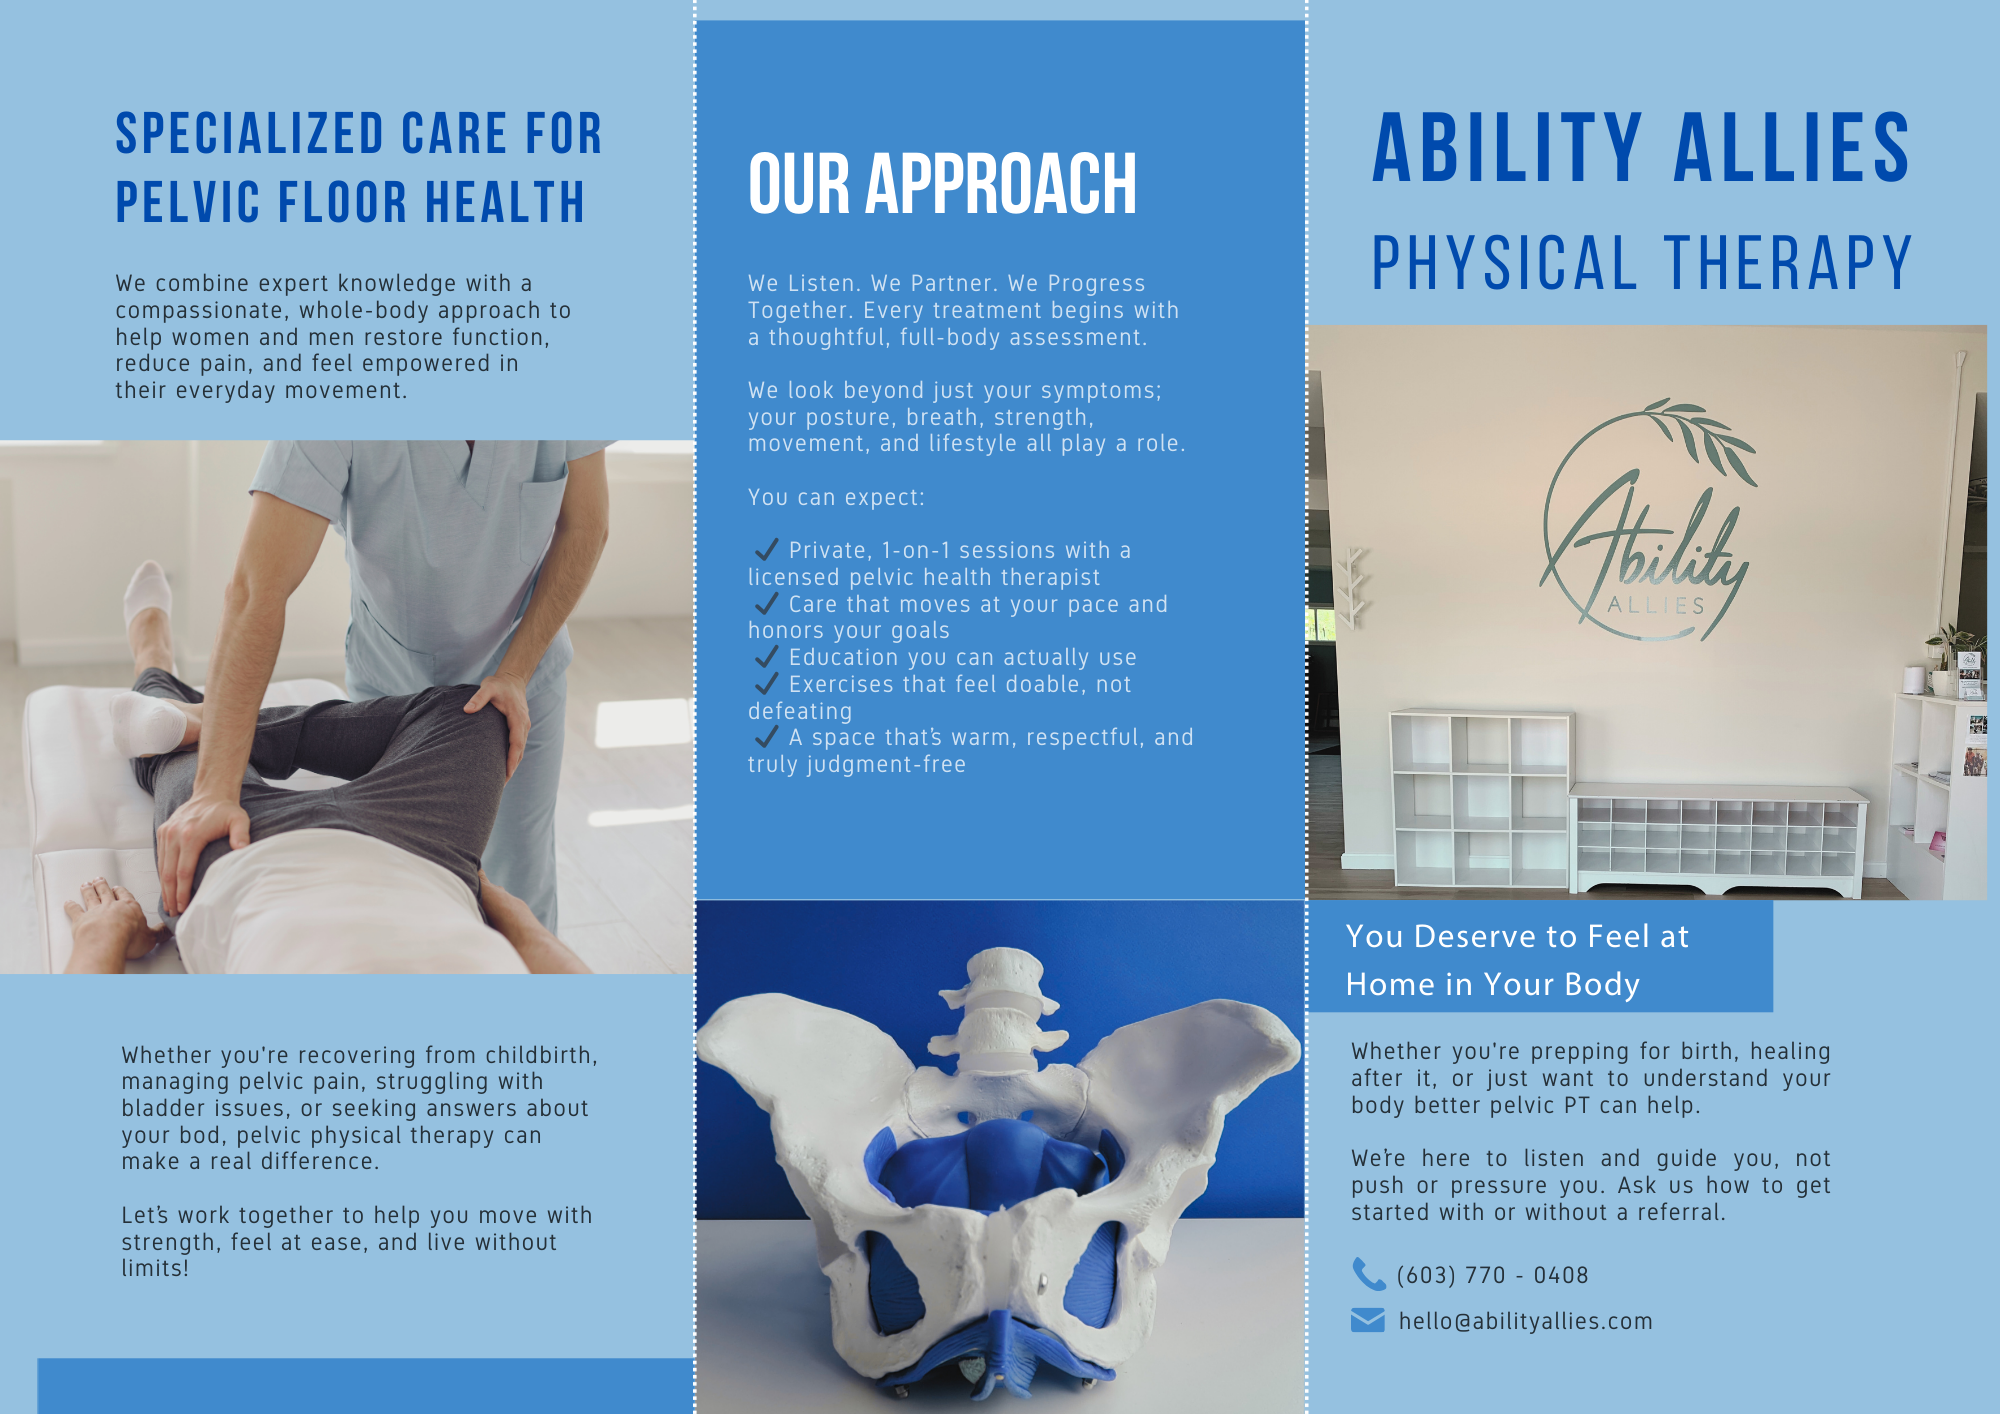 SPECIALIZED CARE FOR
PELVIC FLOOR HEALTH
We combine expert knowledge with a
compassionate, whole-body approach to
help women and men restore function,
reduce pain, and feel empowered in
their everyday movement.
Whether you're recovering from childbirth,
managing pelvic pain, struggling with
bladder issues, or seeking answers about
your bod, pelvic physical therapy can
make a real difference.
Let's work together to help you move with
strength, feel at ease, and live without
limits!
OUR APPROACH
We Listen. We Partner. We Progress
Together. Every treatment begins with
a thoughtful, full-body assessment.
We look beyond just your symptoms;
your posture, breath, strength,
movement, and lifestyle all play a role.
You can expect:
✔ Private, 1-on-1 sessions with a
licensed pelvic health therapist
✔ Care that moves at your pace and
honors your goals
✔ Education you can actually use
✔ Exercises that feel doable, not
defeating
✔ A space that's warm, respectful, and
truly judgment-free
ABILITY ALLIES
PHYSICAL THERAPY
Ability
ALLIES
You Deserve to Feel at
Home in Your Body
Whether you're prepping for birth, healing
after it, or just want to understand your
body better pelvic PT can help.
We're here to listen and guide you, not
push or pressure you. Ask us how to get
started with or without a referral.
(603) 770 - 0408
hello@abilityallies.com